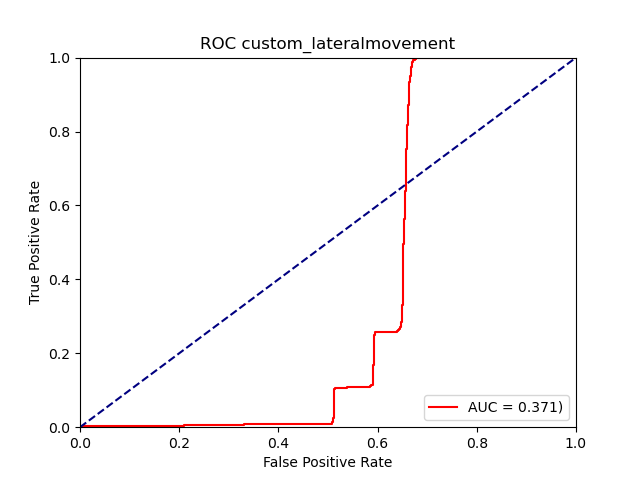 ROC custom_lateralmovement
1.0
0.8
0.6
0.4
0.2
0.0
True Positive Rate
AUC = 0.371)
0.0 0.2 0.4 0.6 0.8 1.0
False Positive Rate